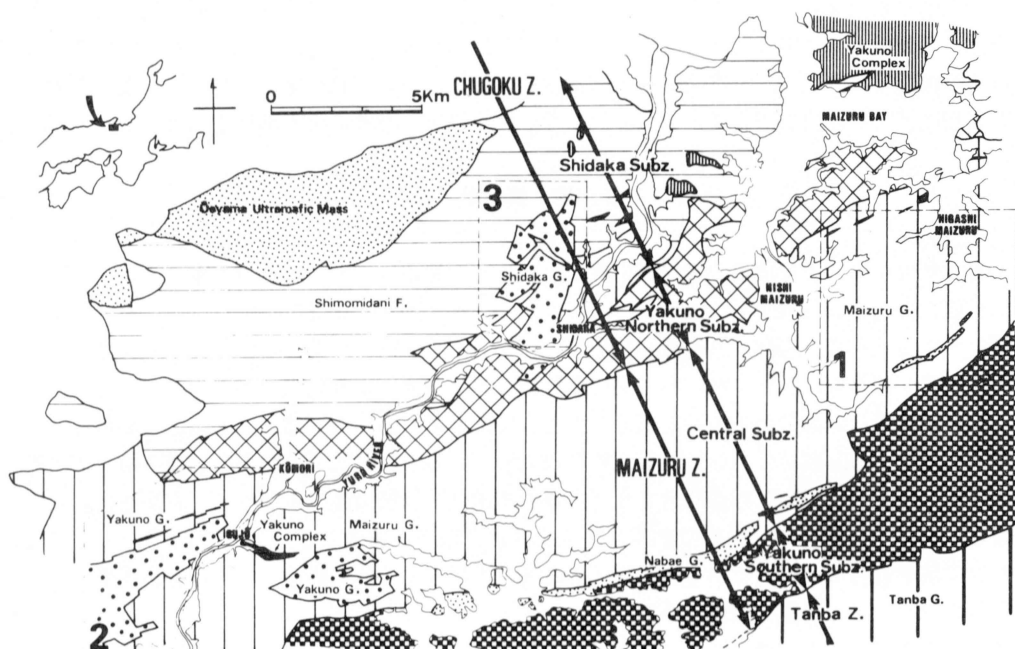 Yakuno
Complex
CHUGOKU Z.
0 5Km
MAIZURU BAY
Shidaka Subz.
3
Ōeyama Ultramafic Mass
HIGASHI
MAIZURU
Shidaka G.
NISHI
MAIZURU
Shimomidani F.
Maizuru G.
Yakuno
SHIDAKA
Northern Subz.
1
Central Subz.
MAIZURU Z.
KŌMORI
YURA RIVER
Yakuno G.
Yakuno
Complex
Maizuru G.
Nabae G.
Yakuno
Southern Subz.
Yakuno G.
Tanba G.
Tanba Z.
2